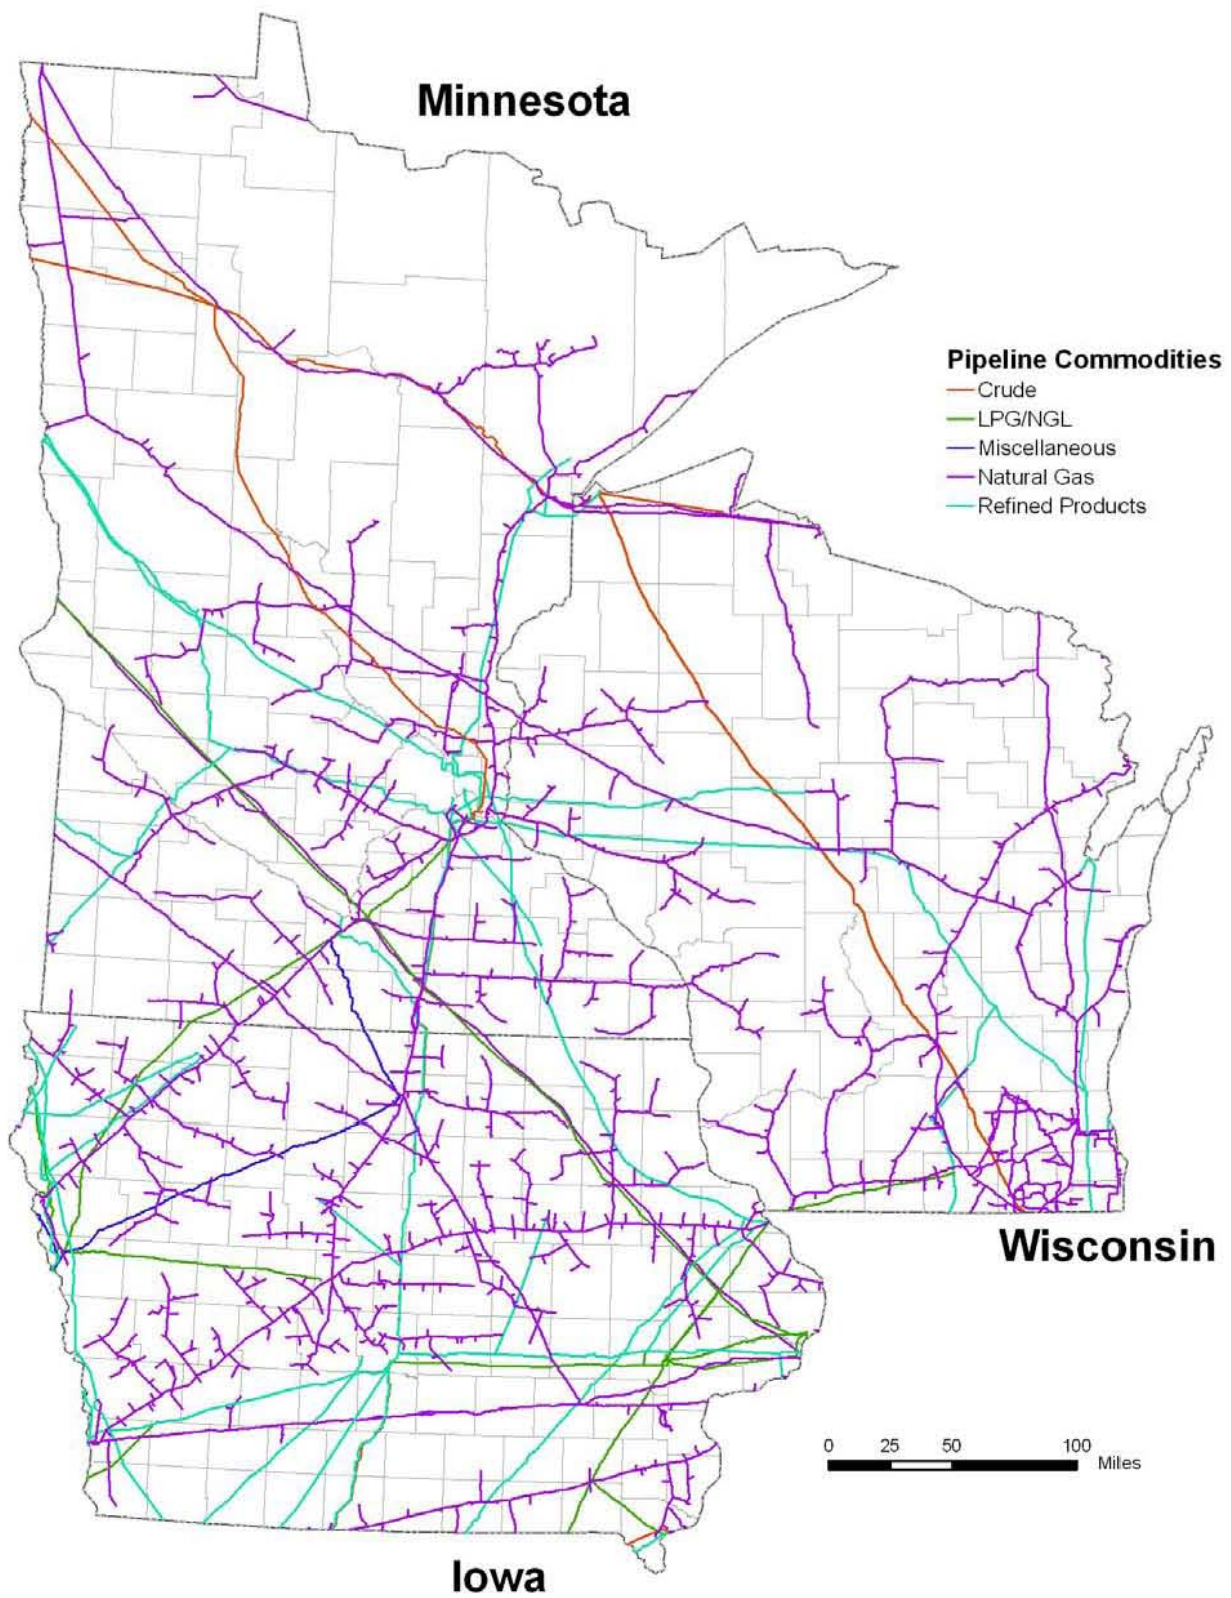 Minnesota
Pipeline Commodities
Crude
LPG/NGL
Miscellaneous
Natural Gas
Refined Products
Wisconsin
0 25 50 100
Miles
Iowa